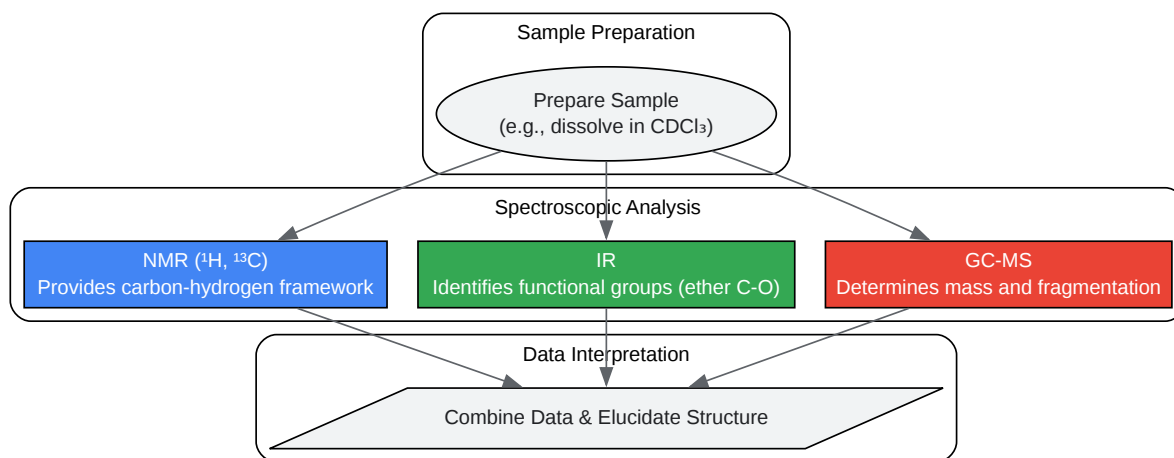 Sample Preparation
Prepare Sample
(e.g., dissolve in CDCl₃)
Spectroscopic Analysis
NMR (¹H, ¹³C)
Provides carbon-hydrogen framework
IR
Identifies functional groups (ether C-O)
GC-MS
Determines mass and fragmentation
Data Interpretation
Combine Data & Elucidate Structure